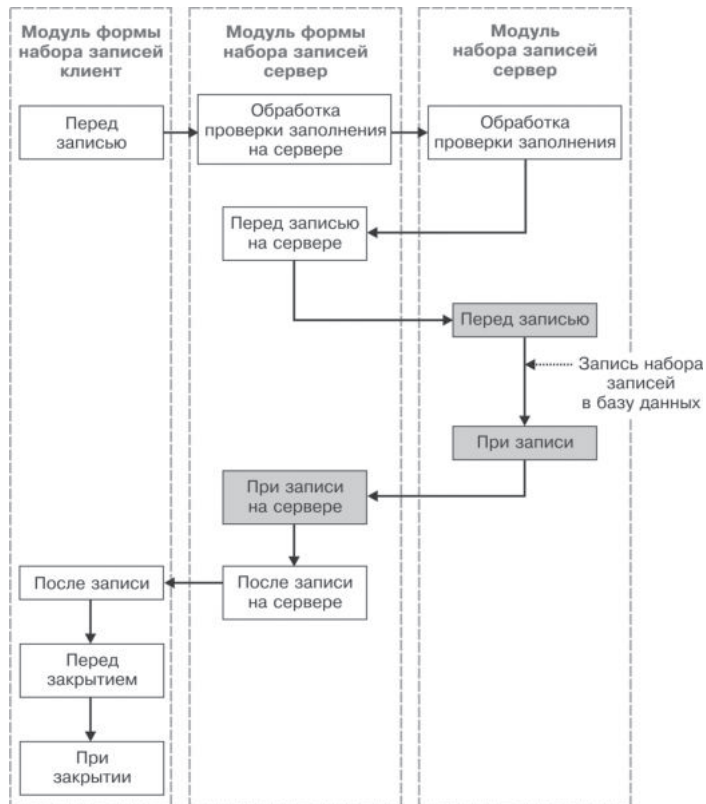 Модуль формы
набора записей
клиент
Модуль формы
набора записей
сервер
Модуль
набора записей
сервер
Перед
записью
Обработка
проверки заполнения
на сервере
Обработка
проверки заполнения
Перед записью
на сервере
Перед записью
Запись набора
записей
в базу данных
При записи
При записи
на сервере
После записи
После записи
на сервере
Перед
закрытием
При
закрытии